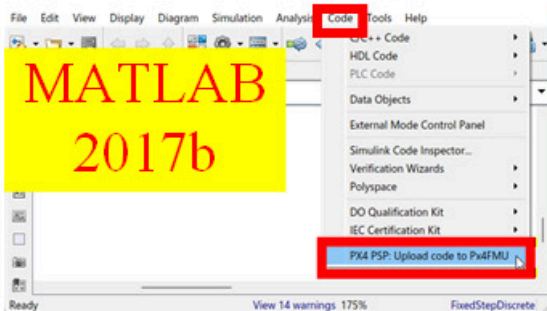 File Edit View Display Diagram Simulation Analysis Code Tools Help
C/C++ Code
HDL Code
PLC Code
Data Objects
External Mode Control Panel
Simulink Code Inspector...
Verification Wizards
Polyspace
DO Qualification Kit
IEC Certification Kit
PX4 PSP: Upload code to Px4FMU
MATLAB
2017b
Ready View 14 warnings 175% FixedStepDiscrete